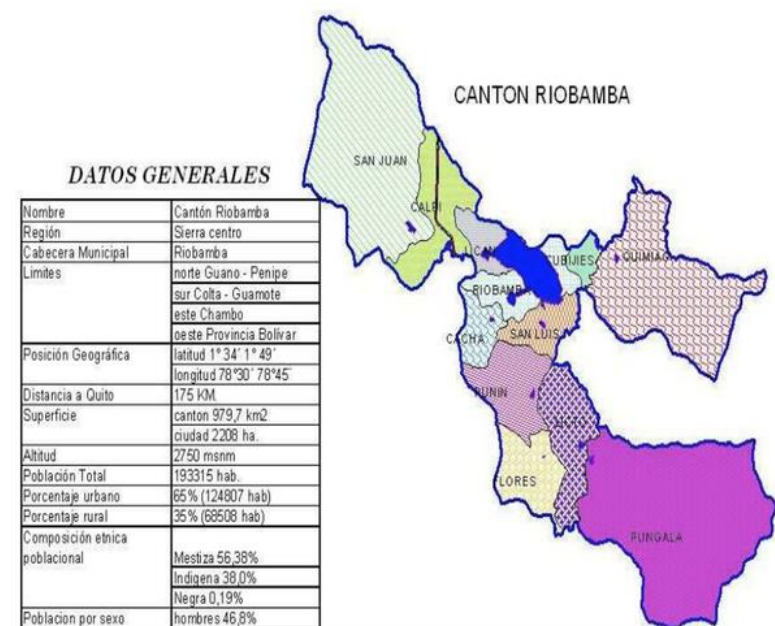 CANTON RIOBAMBA
DATOS GENERALES
Nombre Cantón Riobamba
Región Sierra centro
Cabecera Municipal Riobamba
Limites norte Guano - Penipe
sur Colta - Guamote
este Chambo
oeste Provincia Bolivar
Posición Geográfica latitud 1° 34´ 1° 49´
longitud 78°30´ 78°45´
Distancia a Quito 175 KM.
Superficie canton 979,7 km2
ciudad 2208 ha.
Altitud 2750 msnm
Población Total 193315 hab.
Porcentaje urbano 65% (124807 hab)
Porcentaje rural 35% (68508 hab)
Composición etnica
poblacional Mestiza 56,38%
Indigena 38,0%
Negra 0,19%
Poblacion por sexo hombres 46,8%
SAN JUAN
CALPI
LICAN
CUBIJIES
QUIMIAG
RIOBAMBA
SAN LUIS
CACHA
PUNIN
LORES
PUNGALA